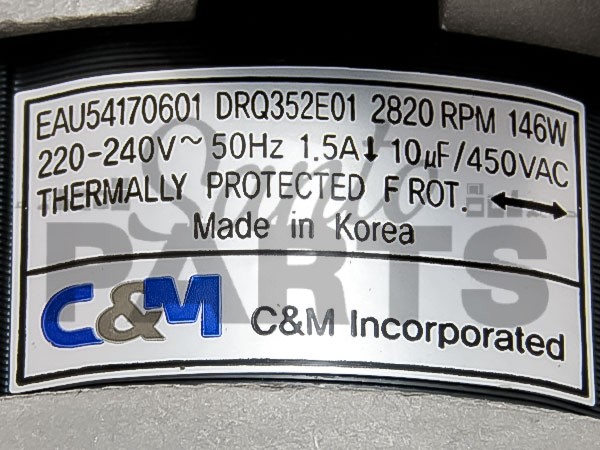 EAU54170601 DRQ352E01 2820 RPM 146W
220-240V~ 50Hz 1.5A↓ 10µF/450VAC
THERMALLY PROTECTED F ROT. ↔
Made in Korea
C&M C&M Incorporated
PARTS